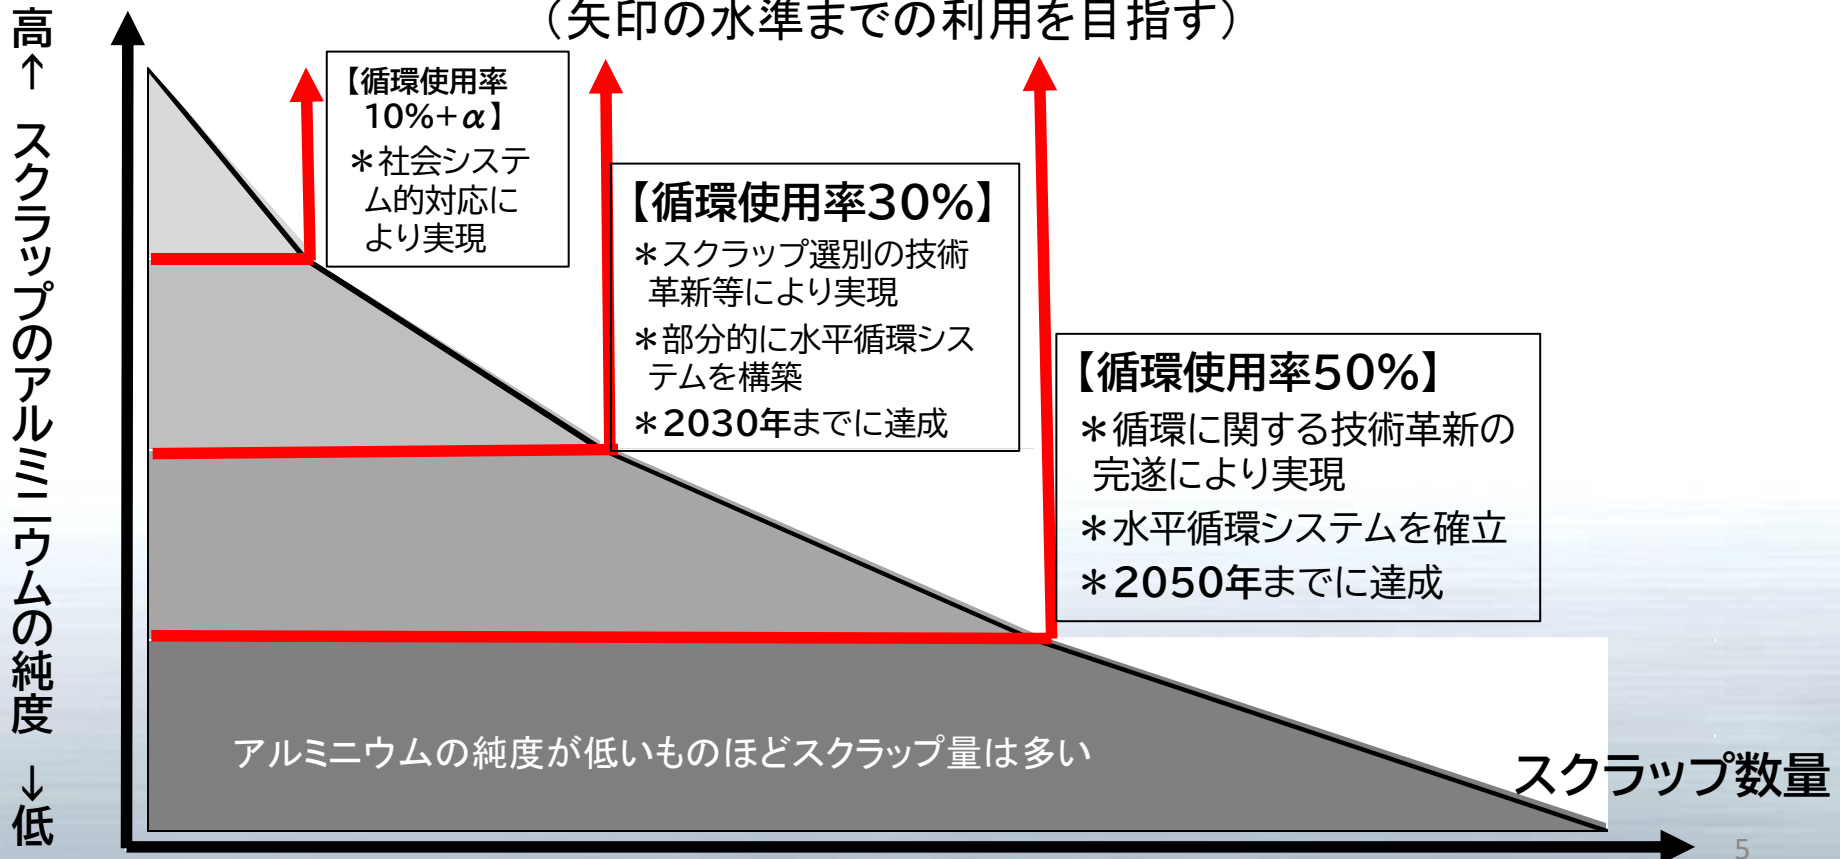 （矢印の水準までの利用を目指す）
高↑ スクラップのアルミニウムの純度 ↓低
【循環使用率
10%+α】
＊社会システ
ム的対応に
より実現
【循環使用率30%】
＊スクラップ選別の技術
革新等により実現
＊部分的に水平循環シス
テムを構築
＊2030年までに達成
【循環使用率50%】
＊循環に関する技術革新の
完遂により実現
＊水平循環システムを確立
＊2050年までに達成
アルミニウムの純度が低いものほどスクラップ量は多い
スクラップ数量
5